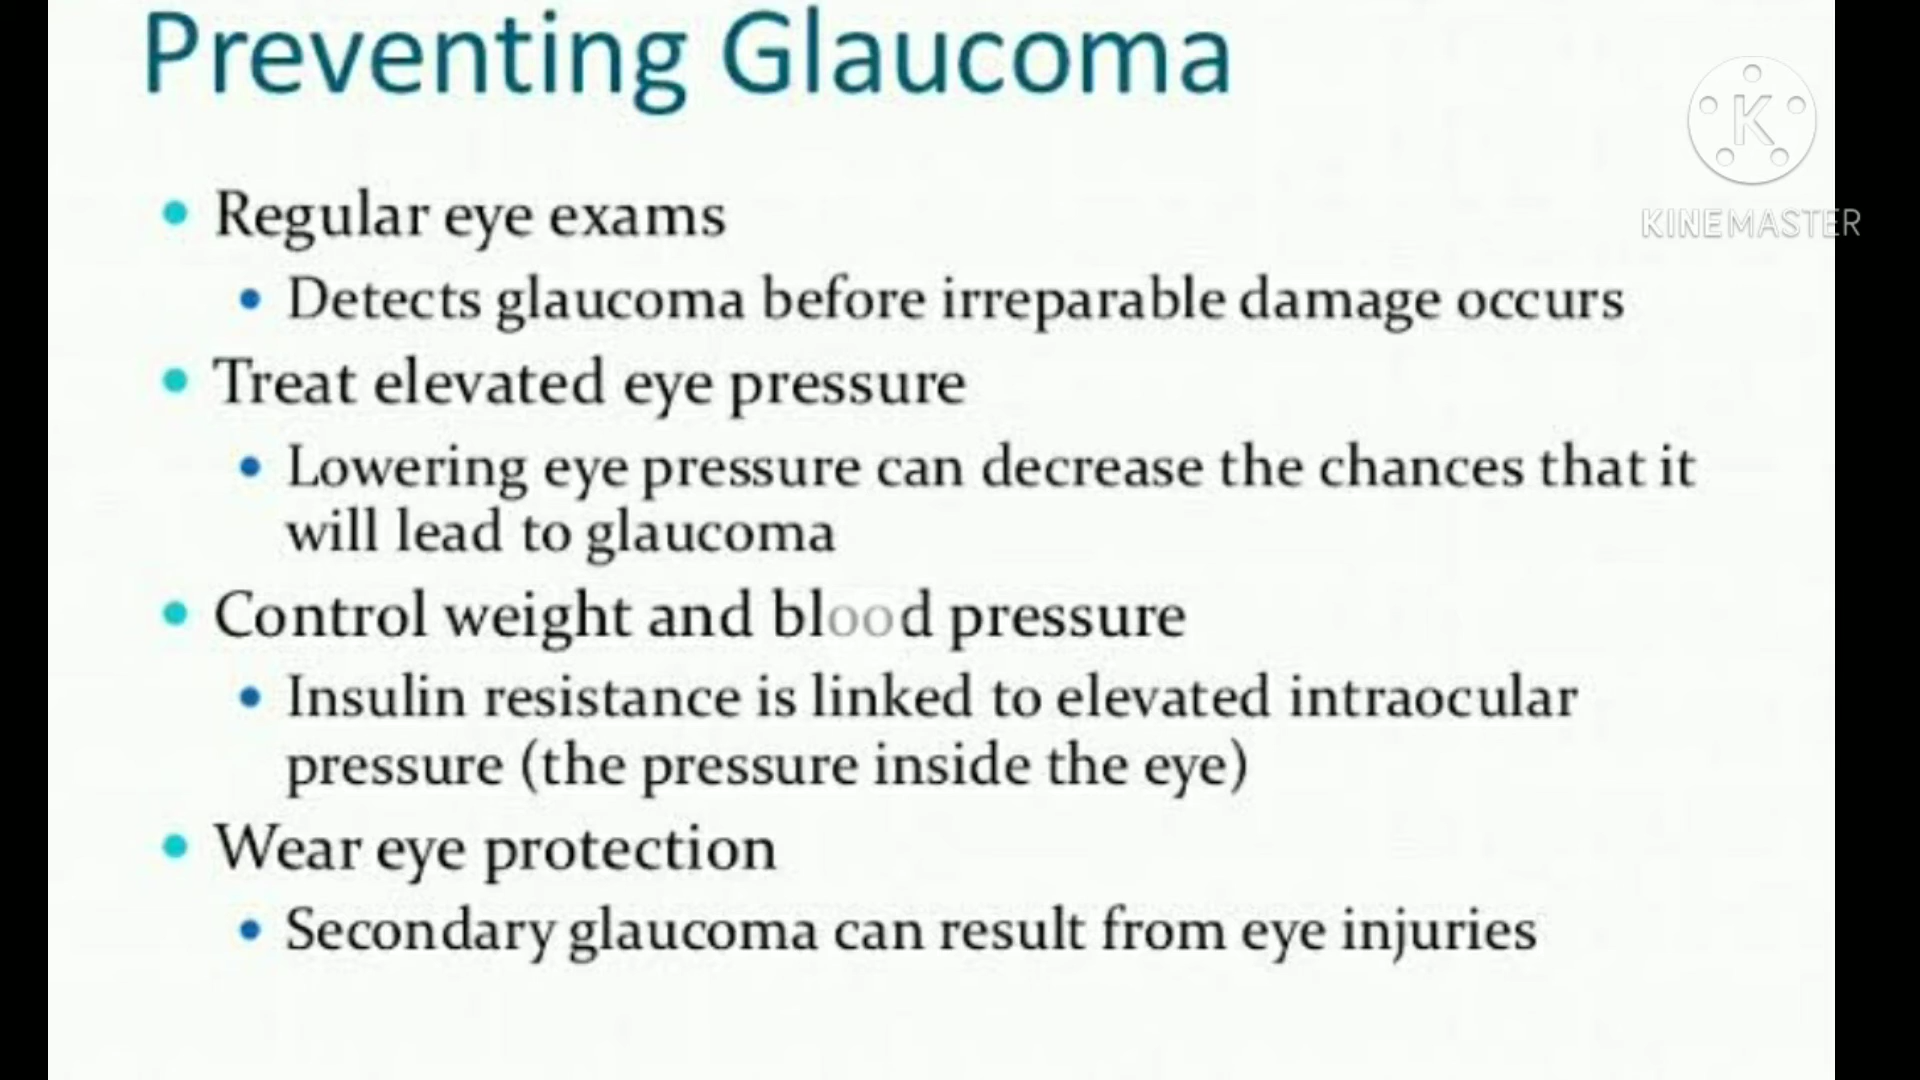 Preventing Glaucoma
K
KINEMASTER
Regular eye exams
Detects glaucoma before irreparable damage occurs
Treat elevated eye pressure
Lowering eye pressure can decrease the chances that it
will lead to glaucoma
Control weight and blood pressure
Insulin resistance is linked to elevated intraocular
pressure (the pressure inside the eye)
Wear eye protection
Secondary glaucoma can result from eye injuries